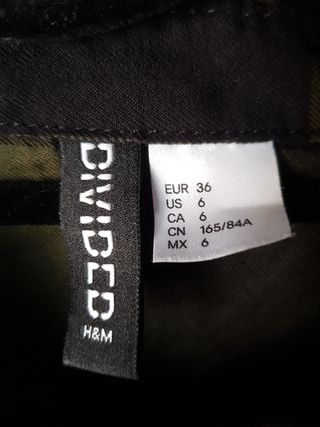 DIVIDED
H&M
EUR 36
US 6
CA 6
CN 165/84A
MX 6